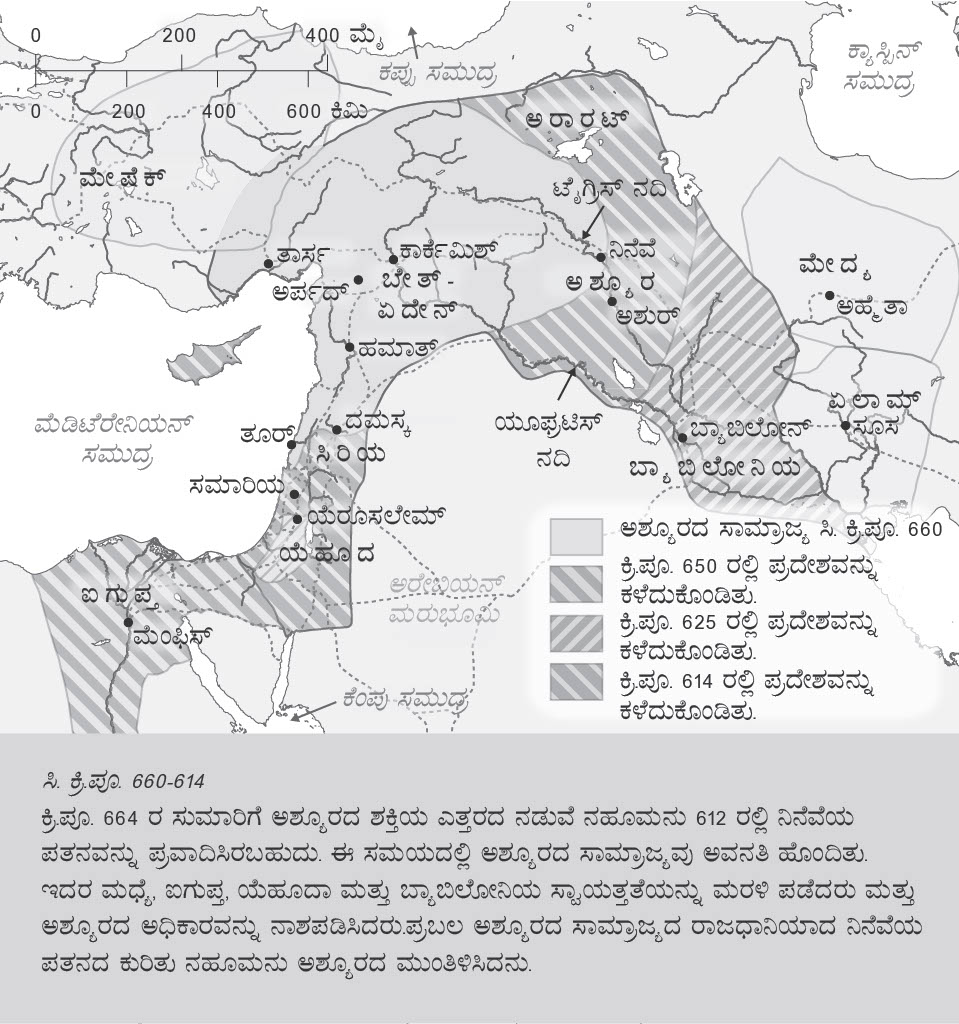 0 200 400 ಮೈ
0 200 400 600 ಕಿಮಿ
ಕಪ್ಪು ಸಮುದ್ರ
ಕ್ಯಾಸ್ಪಿನ್
ಸಮುದ್ರ
ಅರಾರಟ್
ಮೇಷೆಕ್
ಟೈಗ್ರಿಸ್ ನದಿ
ತಾರ್ಸ
ಕಾರ್ಕೆಮಿಶ್
ನಿನೆವೆ
ಅರ್ಪದ್
ಬೇತ್-
ಏದೇನ್
ಅಶ್ಯೂರ
ಅಶುರ್
ಮೇದ್ಯ
ಅಹ್ಮೆತಾ
ಹಮಾತ್
ಮೆಡಿಟೆರೇನಿಯನ್
ಸಮುದ್ರ
ತೂರ್
ದಮಸ್ಕ
ಸಿರಿಯ
ಯೂಫ್ರಟಿಸ್
ನದಿ
ಬ್ಯಾಬಿಲೋನ್
ಬ್ಯಾಬಿಲೋನಿಯ
ಏಲಾಮ್
ಸೂಸ
ಸಮಾರಿಯ
ಯೆರೂಸಲೇಮ್
ಯೆಹೂದ
ಐಗುಪ್ತ
ಮೆಂಫಿಸ್
ಅರೇಬಿಯನ್
ಮರುಭೂಮಿ
ಕೆಂಪು ಸಮುದ್ರ
ಅಶ್ಯೂರದ ಸಾಮ್ರಾಜ್ಯ ಸಿ. ಕ್ರಿ.ಪೂ. 660
ಕ್ರಿ.ಪೂ. 650 ರಲ್ಲಿ ಪ್ರದೇಶವನ್ನು
ಕಳೆದುಕೊಂಡಿತು.
ಕ್ರಿ.ಪೂ. 625 ರಲ್ಲಿ ಪ್ರದೇಶವನ್ನು
ಕಳೆದುಕೊಂಡಿತು.
ಕ್ರಿ.ಪೂ. 614 ರಲ್ಲಿ ಪ್ರದೇಶವನ್ನು
ಕಳೆದುಕೊಂಡಿತು.
ಸಿ. ಕ್ರಿ.ಪೂ. 660-614
ಕ್ರಿ.ಪೂ. 664 ರ ಸುಮಾರಿಗೆ ಅಶ್ಯೂರದ ಶಕ್ತಿಯ ಎತ್ತರದ ನಡುವೆ ನಹೂಮನು 612 ರಲ್ಲಿ ನಿನೆವೆಯ
ಪತನವನ್ನು ಪ್ರವಾದಿಸಿರಬಹುದು. ಈ ಸಮಯದಲ್ಲಿ ಅಶ್ಯೂರದ ಸಾಮ್ರಾಜ್ಯವು ಅವನತಿ ಹೊಂದಿತು.
ಇದರ ಮಧ್ಯೆ, ಐಗುಪ್ತ, ಯೆಹೂದಾ ಮತ್ತು ಬ್ಯಾಬಿಲೋನಿಯ ಸ್ವಾಯತ್ತತೆಯನ್ನು ಮರಳಿ ಪಡೆದರು ಮತ್ತು
ಅಶ್ಯೂರದ ಅಧಿಕಾರವನ್ನು ನಾಶಪಡಿಸಿದರು.ಪ್ರಬಲ ಅಶ್ಯೂರದ ಸಾಮ್ರಾಜ್ಯದ ರಾಜಧಾನಿಯಾದ ನಿನೆವೆಯ
ಪತನದ ಕುರಿತು ನಹೂಮನು ಅಶ್ಯೂರದ ಮುಂತಿಳಿಸಿದನು.